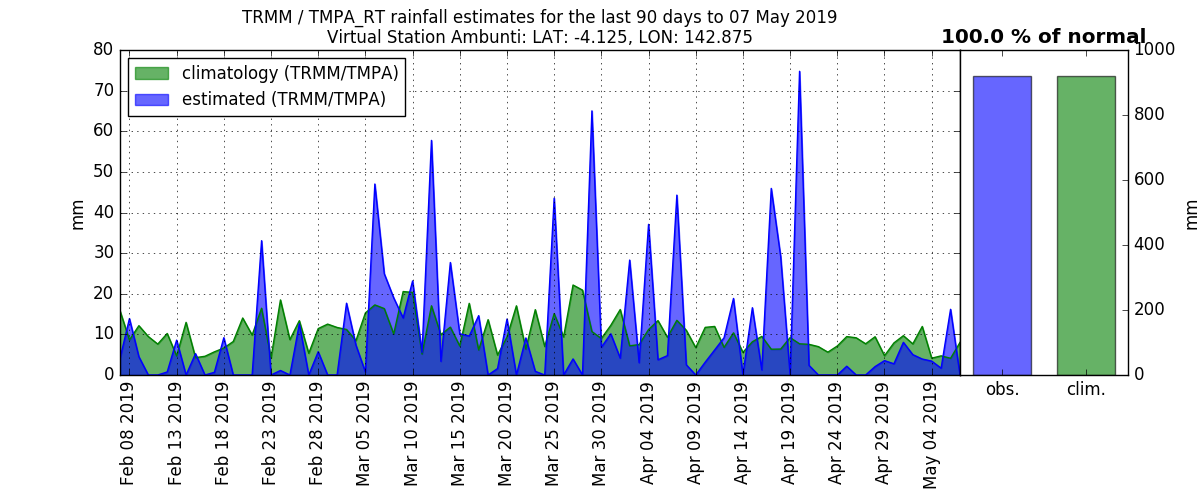 TRMM / TMPA_RT rainfall estimates for the last 90 days to 07 May 2019
Virtual Station Ambunti: LAT: -4.125, LON: 142.875
100.0 % of normal
climatology (TRMM/TMPA)
estimated (TRMM/TMPA)
80
70
60
50
40
30
20
10
0
mm
1000
800
600
400
200
0
mm
obs.
clim.
Feb 08 2019
Feb 13 2019
Feb 18 2019
Feb 23 2019
Feb 28 2019
Mar 05 2019
Mar 10 2019
Mar 15 2019
Mar 20 2019
Mar 25 2019
Mar 30 2019
Apr 04 2019
Apr 09 2019
Apr 14 2019
Apr 19 2019
Apr 24 2019
Apr 29 2019
May 04 2019